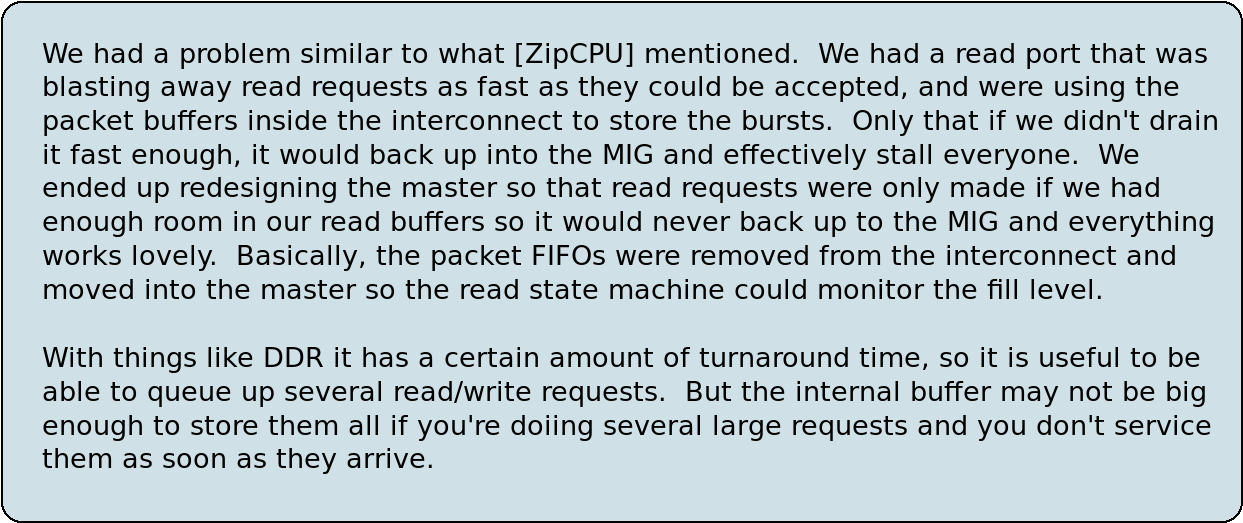 We had a problem similar to what [ZipCPU] mentioned.  We had a read port that was
blasting away read requests as fast as they could be accepted, and were using the
packet buffers inside the interconnect to store the bursts.  Only that if we didn't drain
it fast enough, it would back up into the MIG and effectively stall everyone.  We
ended up redesigning the master so that read requests were only made if we had
enough room in our read buffers so it would never back up to the MIG and everything
works lovely.  Basically, the packet FIFOs were removed from the interconnect and
moved into the master so the read state machine could monitor the fill level.

With things like DDR it has a certain amount of turnaround time, so it is useful to be
able to queue up several read/write requests.  But the internal buffer may not be big
enough to store them all if you're doiing several large requests and you don't service
them as soon as they arrive.